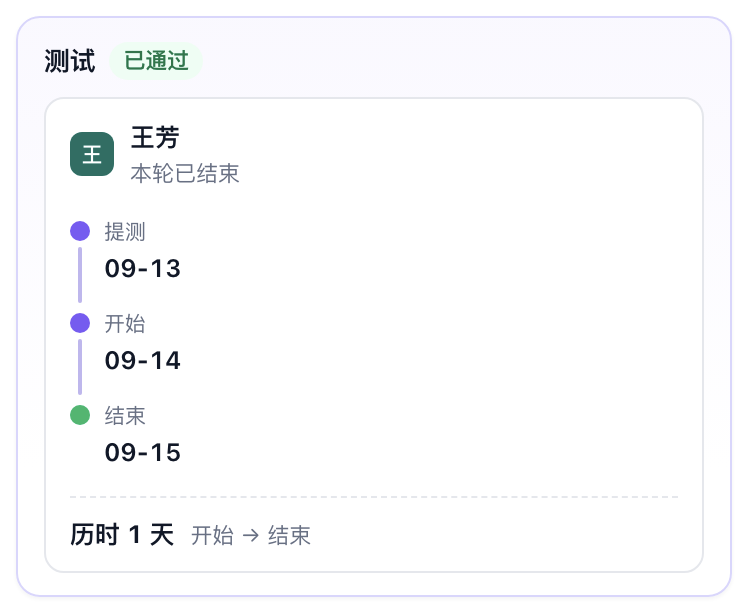 测试 已通过
王 王芳
本轮已结束
提测
09-13
开始
09-14
结束
09-15
历时 1 天 开始 → 结束